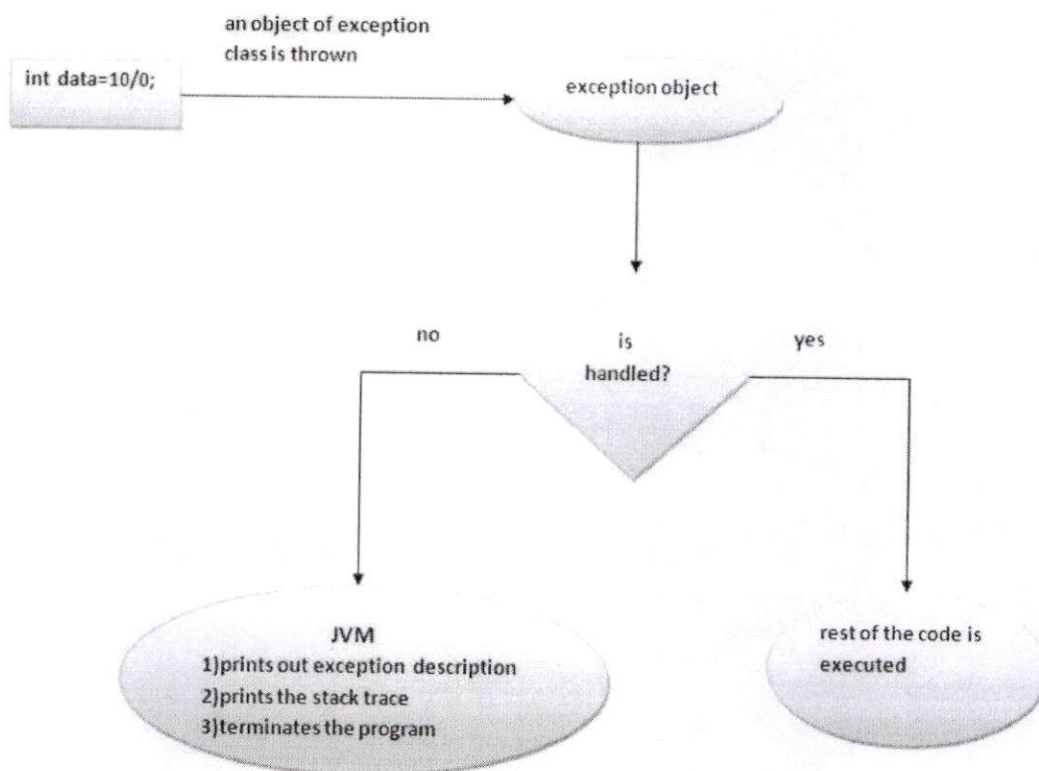 an object of exception
class is thrown
int data=10/0;
exception object
no
is
handled?
yes
JVM
1)prints out exception description
2)prints the stack trace
3)terminates the program
rest of the code is
executed